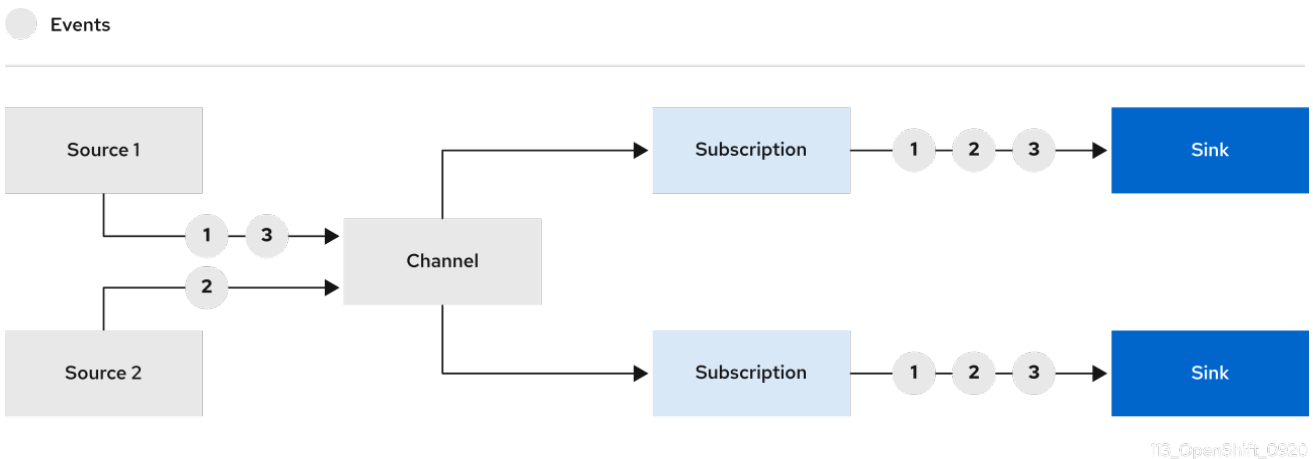 Events
Source 1
Subscription
1 2 3
Sink
1 3
Channel
2
Source 2
Subscription
1 2 3
Sink
113_OpenShift_0920